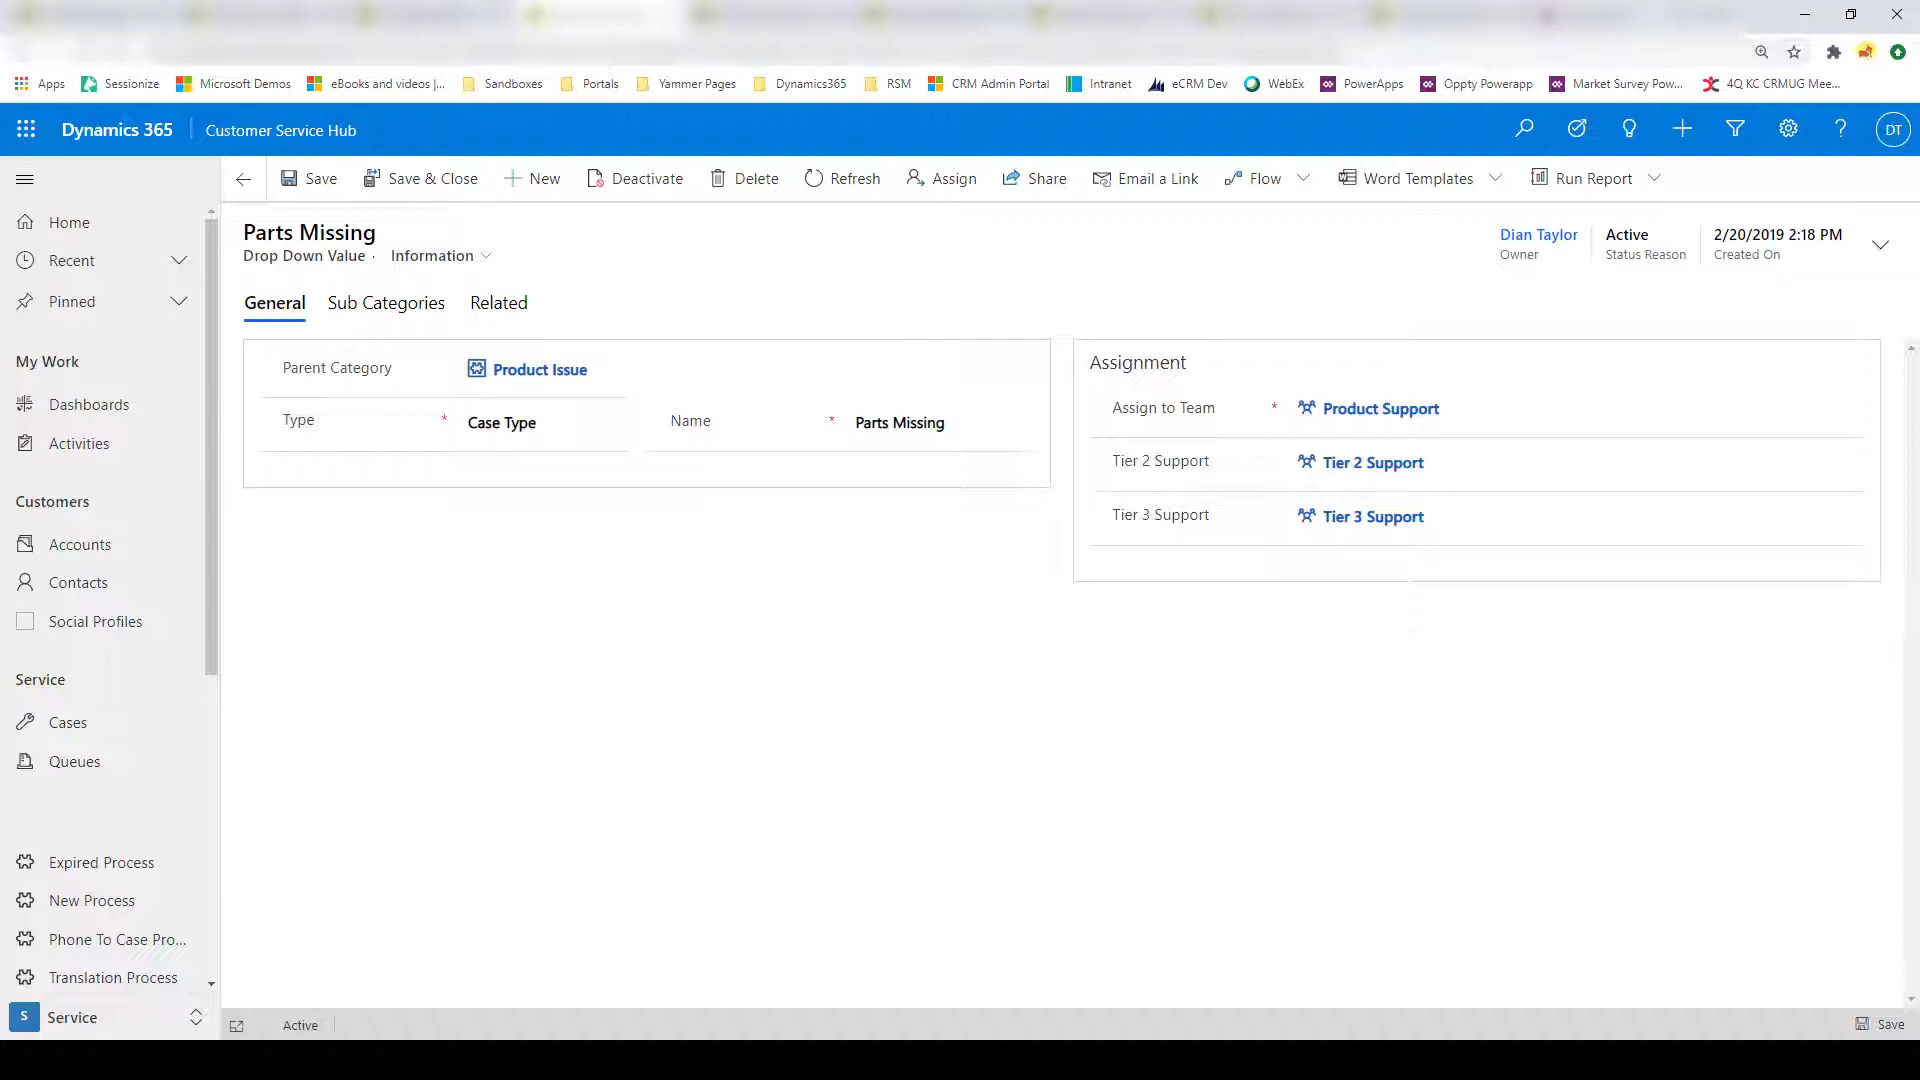 Apps Sessionize Microsoft Demos eBooks and videos |... Sandboxes Portals Yammer Pages Dynamics365 RSM CRM Admin Portal Intranet eCRM Dev WebEx PowerApps Oppty Powerapp Market Survey Pow... 4Q KC CRMUG Mee...
Dynamics 365 Customer Service Hub DT
Save Save & Close New Deactivate Delete Refresh Assign Share Email a Link Flow Word Templates Run Report
Home
Recent
Pinned
My Work
Dashboards
Activities
Customers
Accounts
Contacts
Social Profiles
Service
Cases
Queues
Expired Process
New Process
Phone To Case Pro...
Translation Process
S Service
Parts Missing
Drop Down Value · Information
Dian Taylor
Owner
Active
Status Reason
2/20/2019 2:18 PM
Created On
General Sub Categories Related
Parent Category Product Issue
Type * Case Type Name * Parts Missing
Assignment
Assign to Team * Product Support
Tier 2 Support Tier 2 Support
Tier 3 Support Tier 3 Support
Active Save